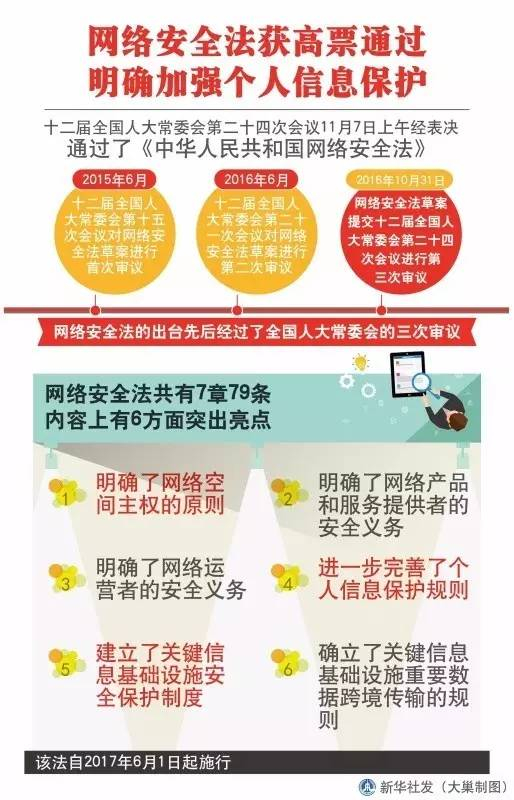 网络安全法获高票通过
明确加强个人信息保护
十二届全国人大常委会第二十四次会议11月7日上午经表决
通过了《中华人民共和国网络安全法》
2015年6月
十二届全国人
大常委会第十五
次会议对网络安
全法草案进行
首次审议
2016年6月
十二届全国人
大常委会第二十
一次会议对网络
安全法草案进行
第二次审议
2016年10月31日
网络安全法草案
提交十二届全国人
大常委会第二十四
次会议进行第
三次审议
网络安全法的出台先后经过了全国人大常委会的三次审议
网络安全法共有7章79条
内容上有6方面突出亮点
1
明确了网络空
间主权的原则
2
明确了网络产品
和服务提供者的
安全义务
3
明确了网络运
营者的安全义务
4
进一步完善了个
人信息保护规则
5
建立了关键信
息基础设施安
全保护制度
6
确立了关键信息
基础设施重要数
据跨境传输的规
则
该法自2017年6月1日起施行
新华社发（大巢制图）